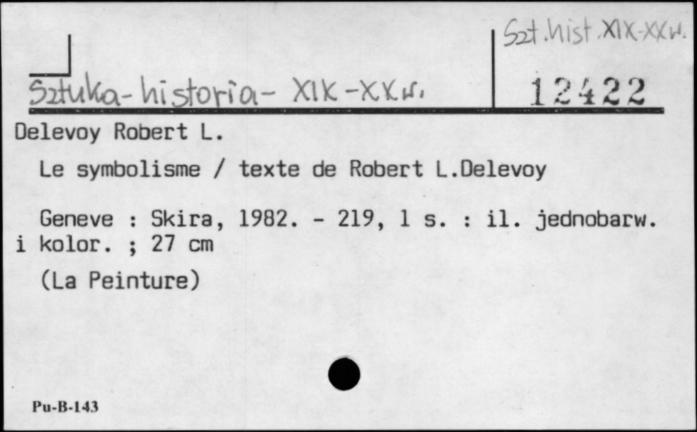 Szt.hist.XIX-XXw.
Sztuka-historia- XIX-XXw.
12422
Delevoy Robert L.
Le symbolisme / texte de Robert L.Delevoy
Geneve : Skira, 1982. - 219, 1 s. : il. jednobarw.
i kolor. ; 27 cm
(La Peinture)
Pu-B-143